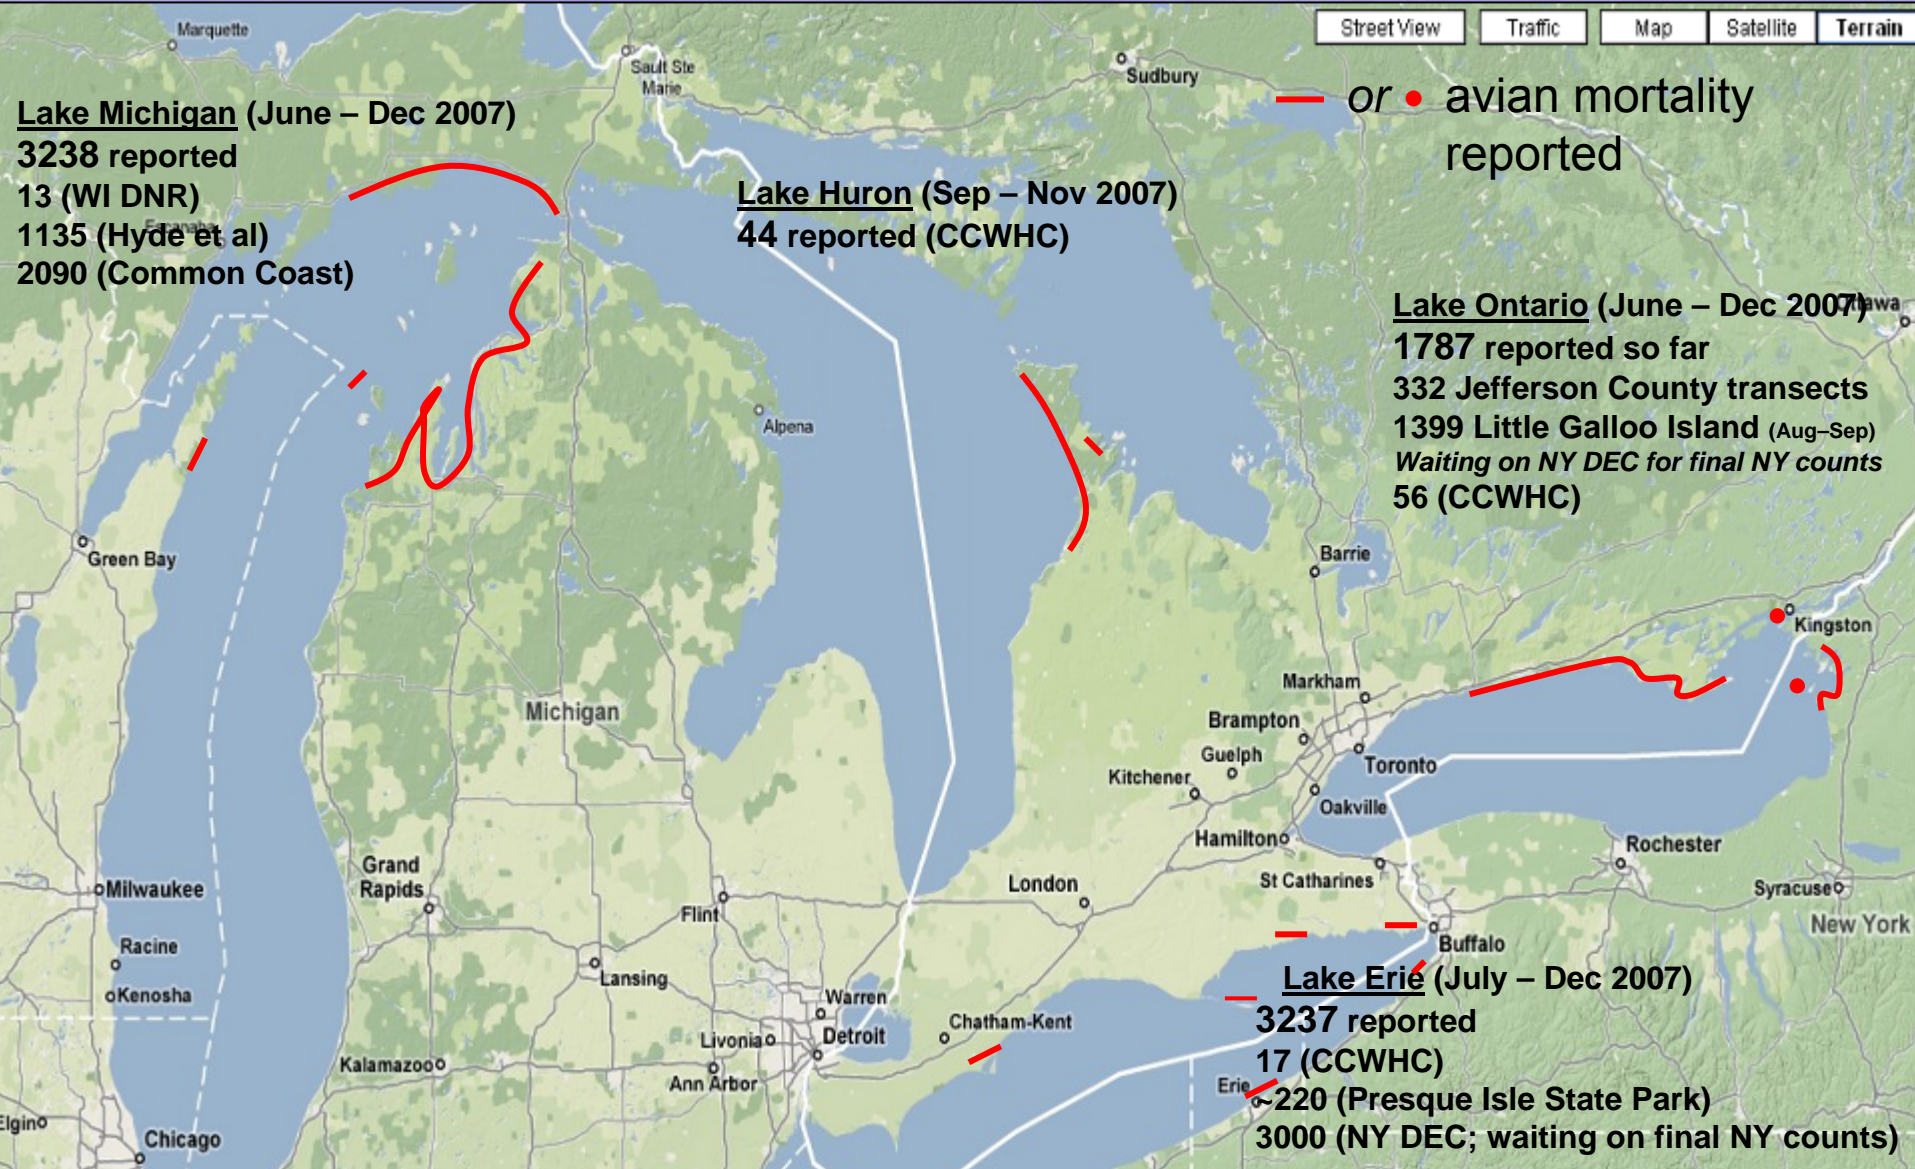 Street View
Traffic
Map
Satellite
Terrain
Marquette
Sault Ste
Marie
Sudbury
or avian mortality
reported
Lake Michigan (June – Dec 2007)
3238 reported
13 (WI DNR)
Escanaba
1135 (Hyde et al)
2090 (Common Coast)
Lake Huron (Sep – Nov 2007)
44 reported (CCWHC)
Lake Ontario (June – Dec 2007)
Ottawa
1787 reported so far
332 Jefferson County transects
1399 Little Galloo Island (Aug–Sep)
Waiting on NY DEC for final NY counts
56 (CCWHC)
Alpena
Green Bay
Barrie
Kingston
Markham
Michigan
Brampton
Guelph
Toronto
Kitchener
Oakville
Hamilton
Rochester
Grand
Rapids
Milwaukee
London
St Catharines
Syracuse
Flint
New York
Buffalo
Racine
Lansing
Kenosha
Warren
Chatham-Kent
Livonia
Detroit
Kalamazoo
Ann Arbor
Erie
Elgin
Chicago
Lake Erie (July – Dec 2007)
3237 reported
17 (CCWHC)
~220 (Presque Isle State Park)
3000 (NY DEC; waiting on final NY counts)